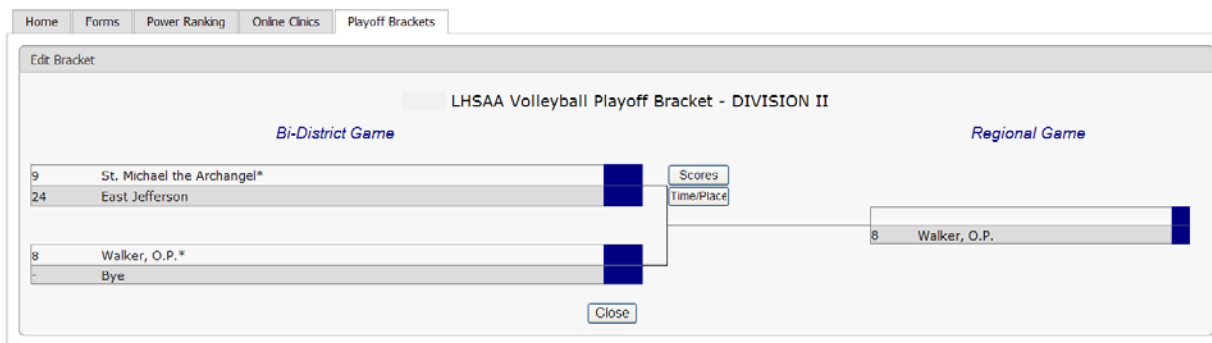 Home Forms Power Ranking Online Clinics Playoff Brackets
Edit Bracket
LHSAA Volleyball Playoff Bracket - DIVISION II
Bi-District Game Regional Game
9 St. Michael the Archangel* Scores
24 East Jefferson Time/Place
8 Walker, O.P.
8 Walker, O.P.*
- Bye
Close